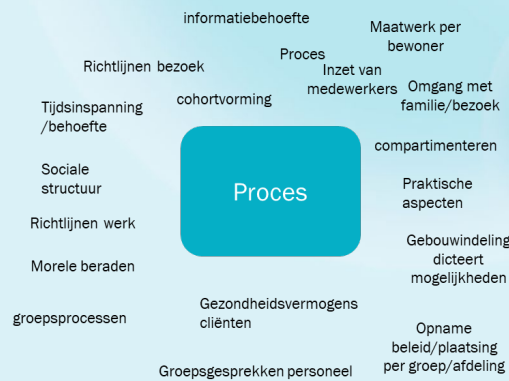 informatiebehoefte
Maatwerk per
bewoner
Proces
Richtlijnen bezoek
Inzet van
medewerkers
Omgang met
familie/bezoek
cohortvorming
Tijdsinspanning
/behoefte
compartimenteren
Sociale
structuur
Proces
Praktische
aspecten
Richtlijnen werk
Gebouwindeling
dicteert
mogelijkheden
Morele beraden
Gezondheidsvermogens
cliënten
groepsprocessen
Opname
beleid/plaatsing
per groep/afdeling
Groepsgesprekken personeel